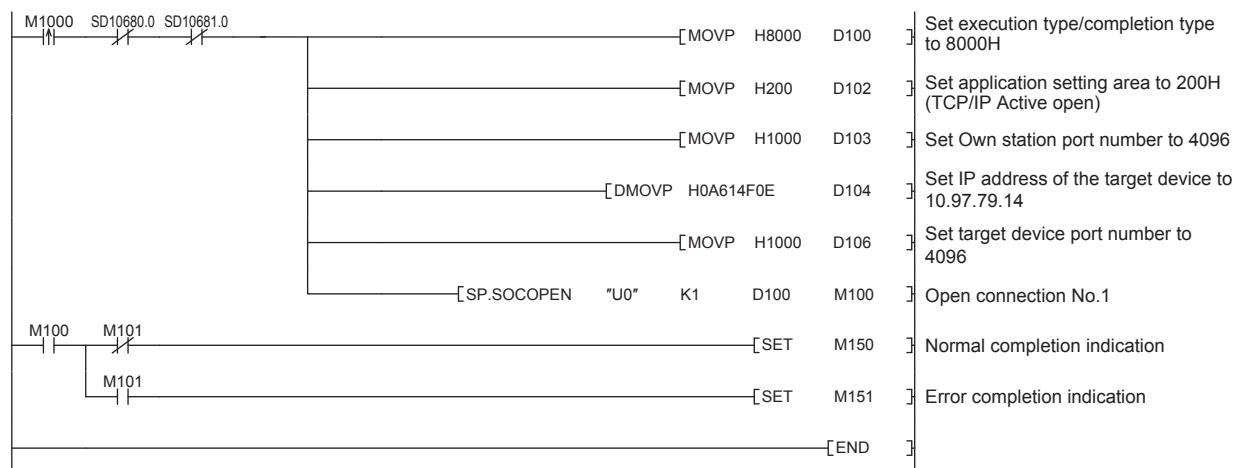 M1000 SD10680.0 SD10681.0
MOVP H8000 D100
Set execution type/completion type
to 8000H
MOVP H200 D102
Set application setting area to 200H
(TCP/IP Active open)
MOVP H1000 D103
Set Own station port number to 4096
DMOVP H0A614F0E D104
Set IP address of the target device to
10.97.79.14
MOVP H1000 D106
Set target device port number to
4096
SP.SOCOPEN "U0" K1 D100 M100
Open connection No.1
M100 M101
SET M150
Normal completion indication
M101
SET M151
Error completion indication
END